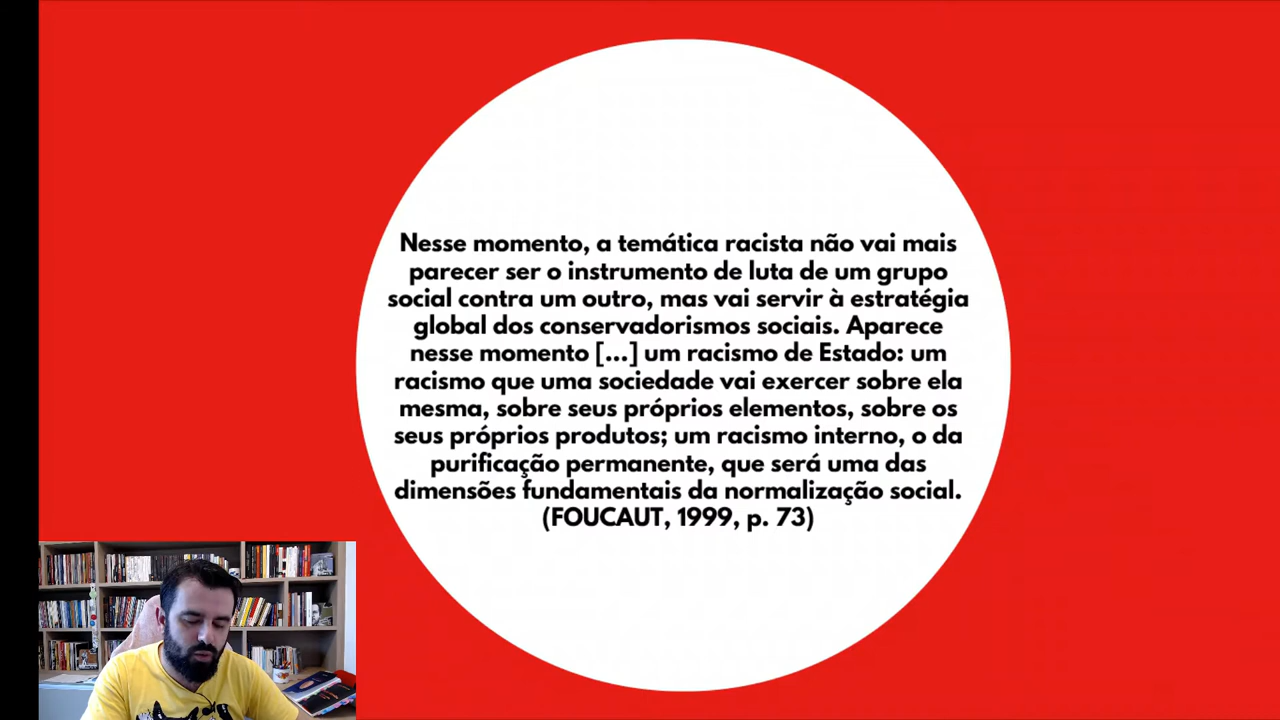 Nesse momento, a temática racista não vai mais
parecer ser o instrumento de luta de um grupo
social contra um outro, mas vai servir à estratégia
global dos conservadorismos sociais. Aparece
nesse momento [...] um racismo de Estado: um
racismo que uma sociedade vai exercer sobre ela
mesma, sobre seus próprios elementos, sobre os
seus próprios produtos; um racismo interno, o da
purificação permanente, que será uma das
dimensões fundamentais da normalização social.
(FOUCAUT, 1999, p. 73)